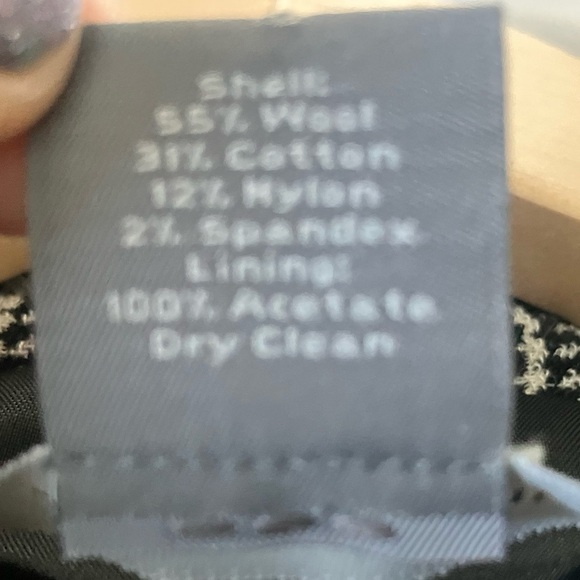 Shell:
55% Wool
31% Cotton
12% Nylon
2% Spandex
Lining:
100% Acetate
Dry Clean